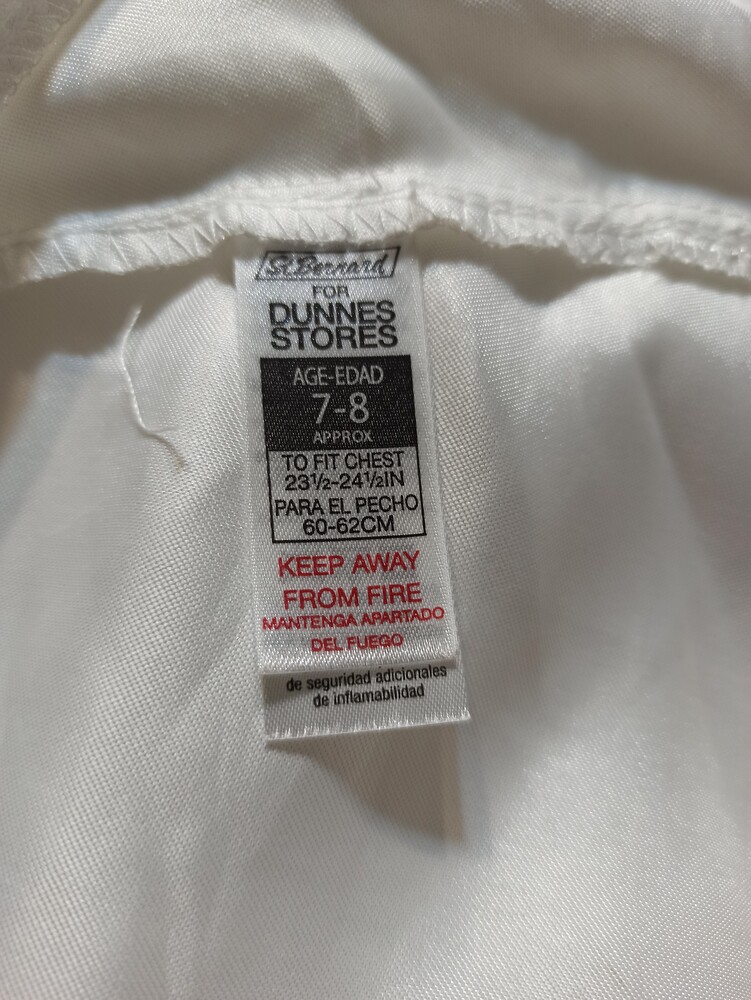 St.Bernard
FOR
DUNNES
STORES
AGE-EDAD
7-8
APPROX
TO FIT CHEST
23½-24½IN
PARA EL PECHO
60-62CM
KEEP AWAY
FROM FIRE
MANTENGA APARTADO
DEL FUEGO
de seguridad adicionales
de inflamabilidad